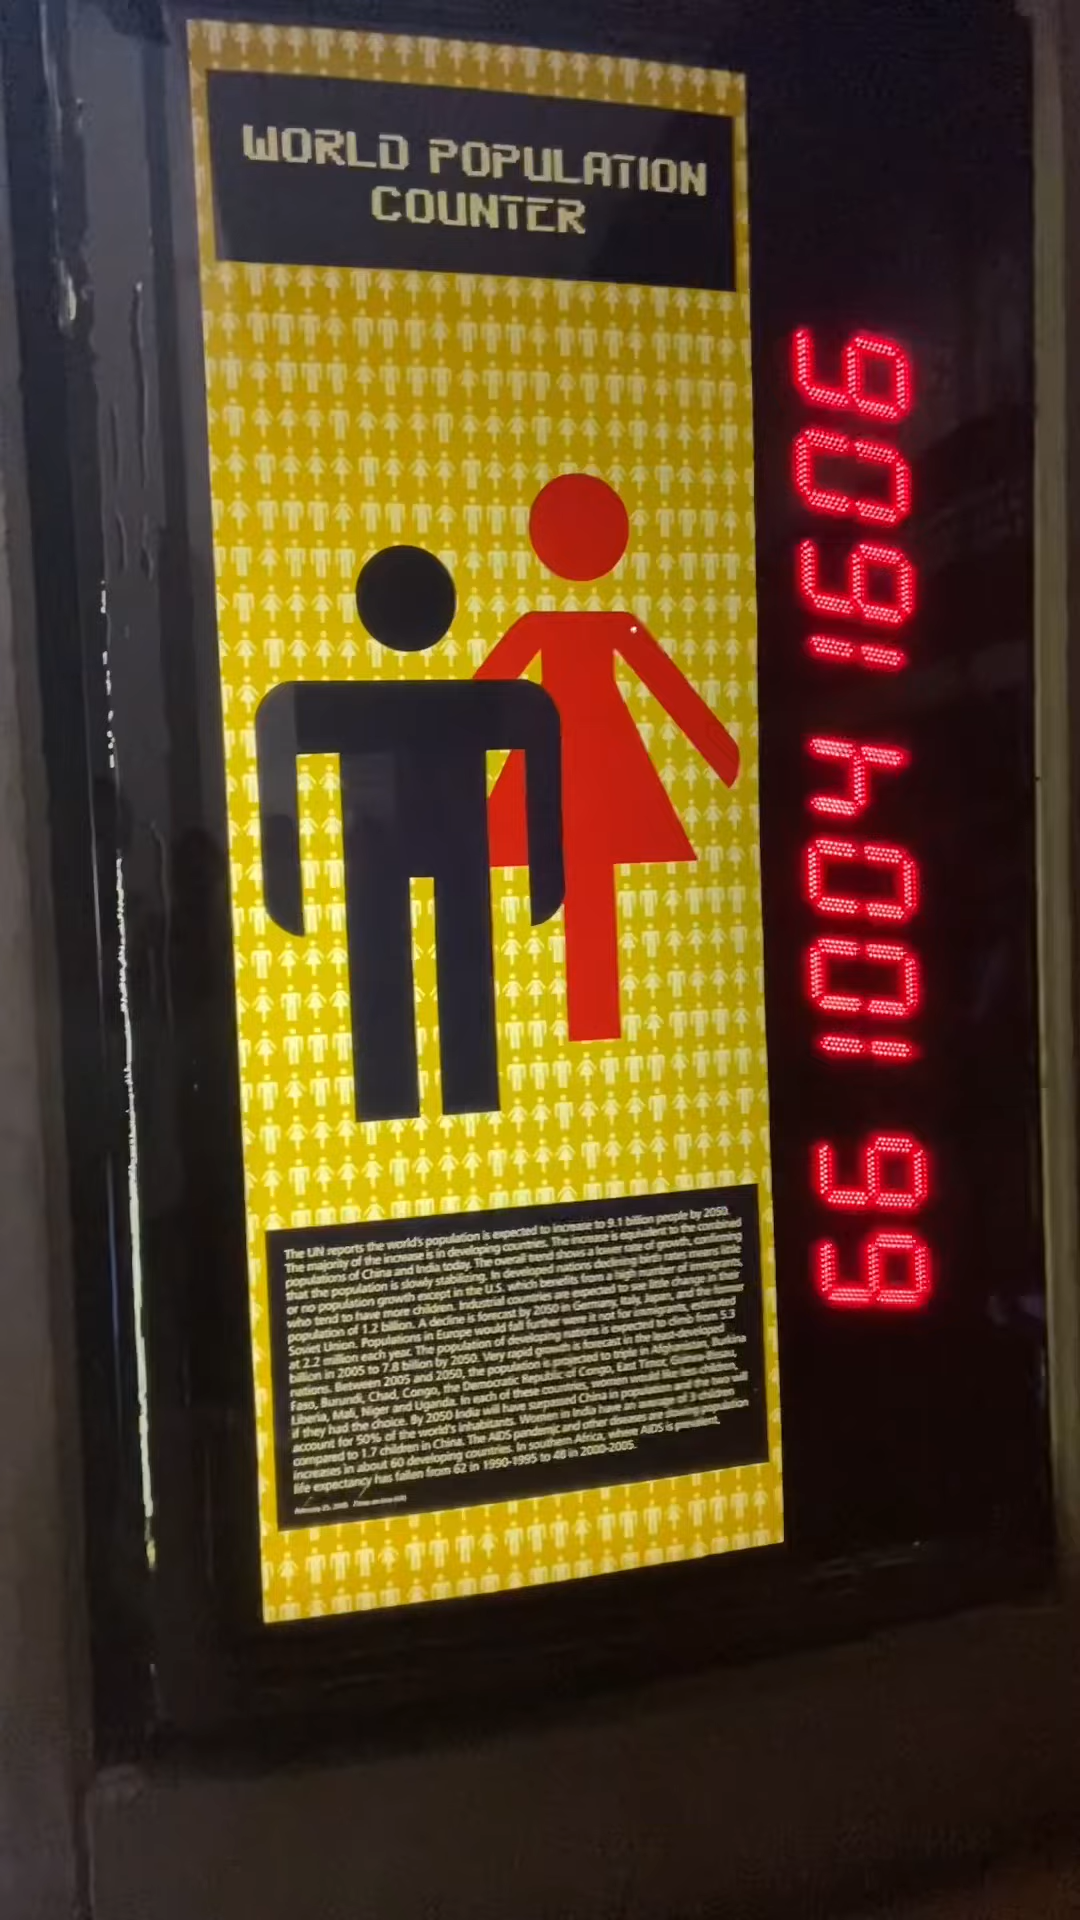 WORLD POPULATION
COUNTER
66 1004 1606
The UN reports the world's population is expected to increase to 9.1 billion people by 2050.
The majority of the increase is in developing countries. The increase is equivalent to the combined
populations of China and India today. The overall trend shows a lower rate of growth, confirming
that the population is slowly stabilizing. In developed nations declining birth rates means little
or no population growth except in the U.S. which benefits from a high number of immigrants,
who tend to have more children. Industrial countries are expected to see little change in their
population of 1.2 billion. A decline is forecast by 2050 in Germany, Italy, Japan, and the former
Soviet Union. Populations in Europe would fall further were it not for immigrants, estimated
at 2.2 million each year. The population of developing nations is expected to climb from 5.3
billion in 2005 to 7.8 billion by 2050. Very rapid growth is forecast in the least-developed
nations. Between 2005 and 2050, the population is projected to triple in Afghanistan, Burkina
Faso, Burundi, Chad, Congo, the Democratic Republic of Congo, East Timor, Guinea-Bissau,
Liberia, Mali, Niger and Uganda. In each of these countries, women would like fewer children,
if they had the choice. By 2050 India will have surpassed China in population and the two will
account for 50% of the world's inhabitants. Women in India have an average of 3 children
compared to 1.7 children in China. The AIDS pandemic and other diseases are slowing population
increases in about 60 developing countries. In southern Africa, where AIDS is prevalent,
life expectancy has fallen from 62 in 1990-1995 to 48 in 2000-2005.
February 25, 2005